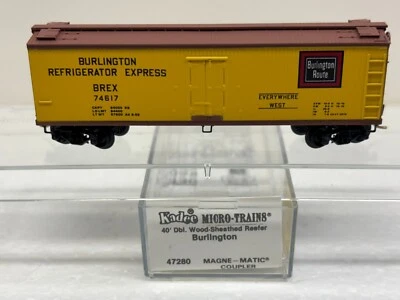 BURLINGTON
REFRIGERATOR EXPRESS
BREX
74617
Burlington
Route
EVERYWHERE
WEST
Kadee MICRO-TRAINS®
40' Dbl. Wood-Sheathed Reefer
Burlington
47280 MAGNE-MATIC®
COUPLER